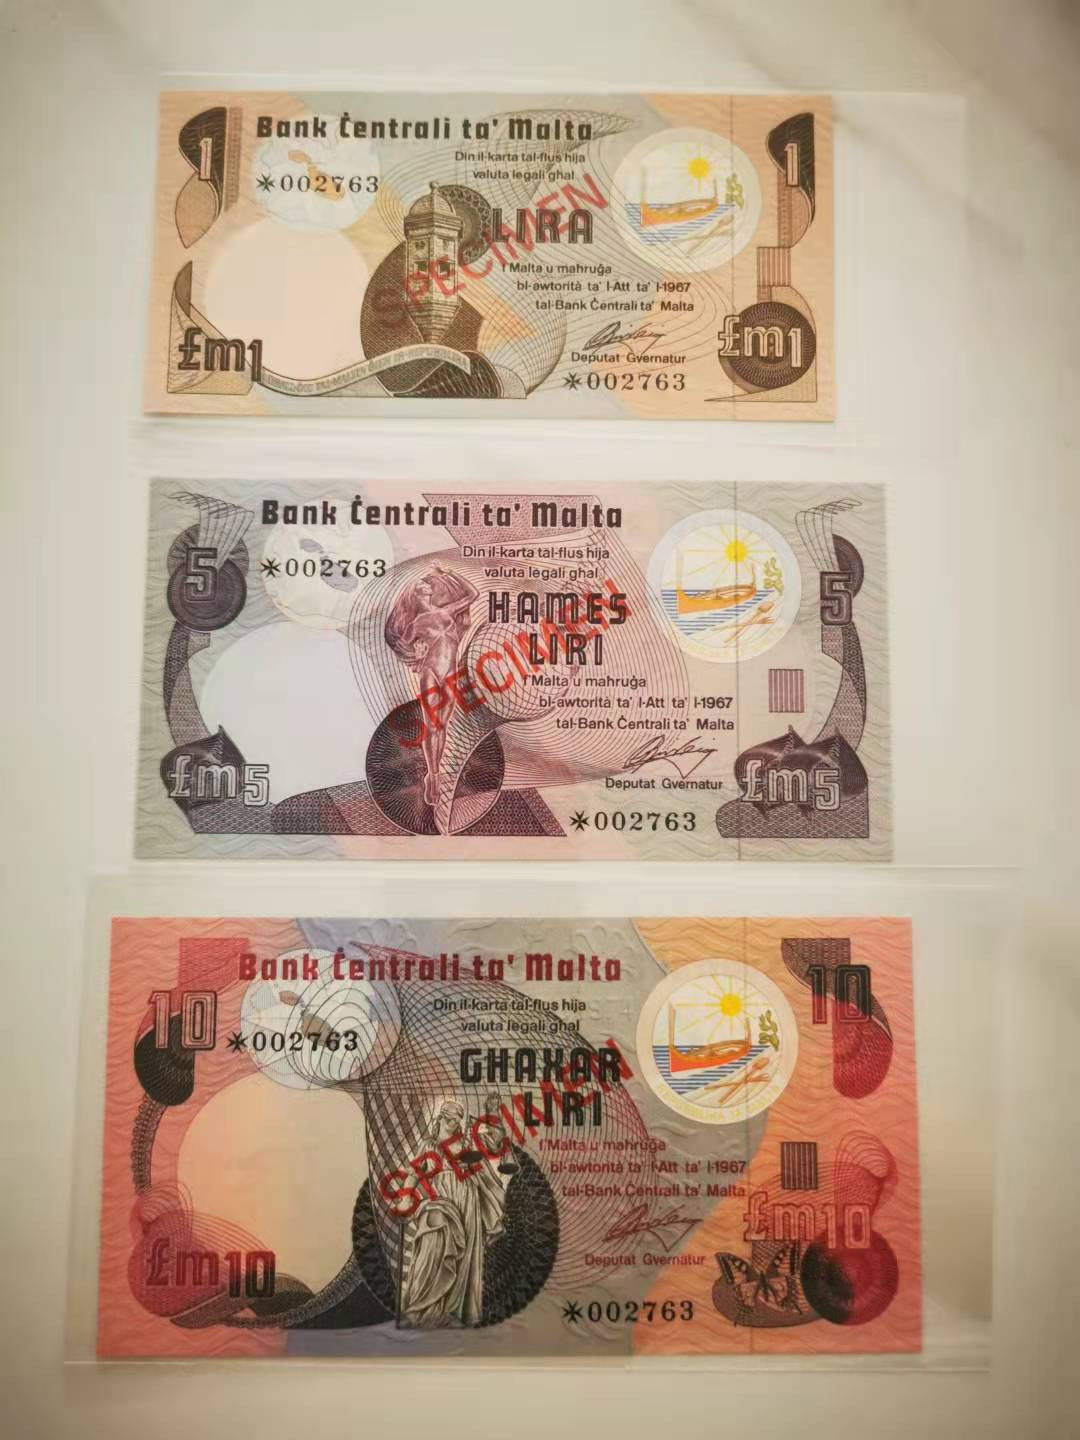 1
Bank Ċentrali ta' Malta
1
Din il-karta tal-flus hija
valuta legali għal
✠002763
LIRA
SPECIMEN
f'Malta u maħruġa
bl-awtorità ta' l-Att ta' l-1967
tal-Bank Ċentrali ta' Malta
£m1
£m1
Deputat Gvernatur
✠002763
Bank Ċentrali ta' Malta
5
5
Din il-karta tal-flus hija
valuta legali għal
✠002763
ĦAMES
LIRI
SPECIMEN
f'Malta u maħruġa
bl-awtorità ta' l-Att ta' l-1967
tal-Bank Ċentrali ta' Malta
£m5
£m5
Deputat Gvernatur
✠002763
Bank Ċentrali ta' Malta
10
10
Din il-karta tal-flus hija
valuta legali għal
✠002763
GĦAXAR
LIRI
SPECIMEN
f'Malta u maħruġa
bl-awtorità ta' l-Att ta' l-1967
tal-Bank Ċentrali ta' Malta
£m10
£m10
Deputat Gvernatur
✠002763